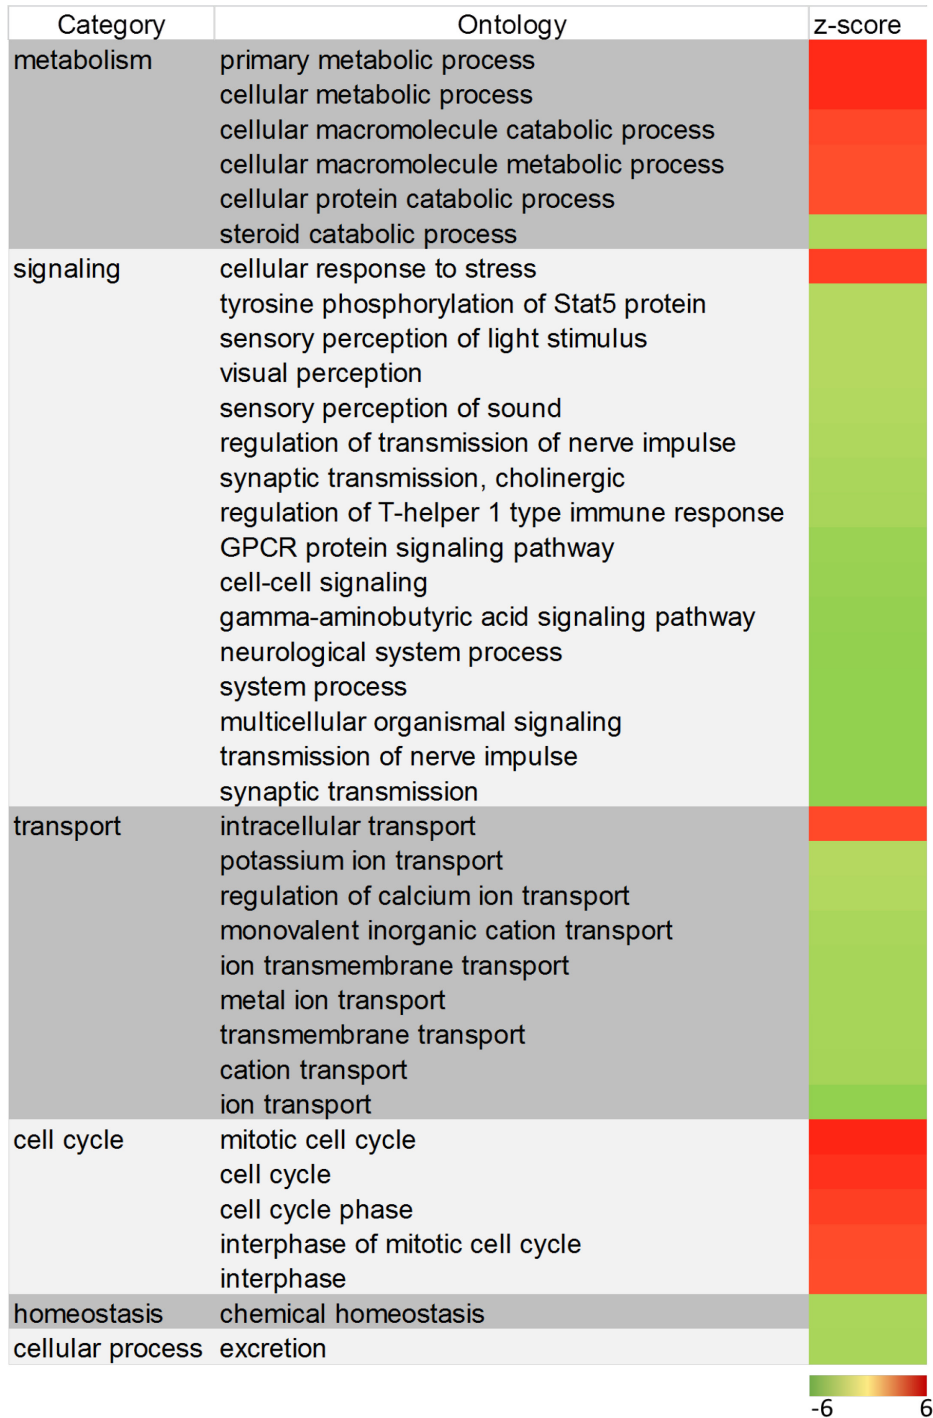 Category Ontology z-score
metabolism primary metabolic process
cellular metabolic process
cellular macromolecule catabolic process
cellular macromolecule metabolic process
cellular protein catabolic process
steroid catabolic process
signaling cellular response to stress
tyrosine phosphorylation of Stat5 protein
sensory perception of light stimulus
visual perception
sensory perception of sound
regulation of transmission of nerve impulse
synaptic transmission, cholinergic
regulation of T-helper 1 type immune response
GPCR protein signaling pathway
cell-cell signaling
gamma-aminobutyric acid signaling pathway
neurological system process
system process
multicellular organismal signaling
transmission of nerve impulse
synaptic transmission
transport intracellular transport
potassium ion transport
regulation of calcium ion transport
monovalent inorganic cation transport
ion transmembrane transport
metal ion transport
transmembrane transport
cation transport
ion transport
cell cycle mitotic cell cycle
cell cycle
cell cycle phase
interphase of mitotic cell cycle
interphase
homeostasis chemical homeostasis
cellular process excretion
-6 6